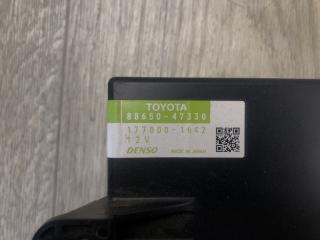 TOYOTA
88650-47330
177000-1642
12V
DENSO MADE IN JAPAN